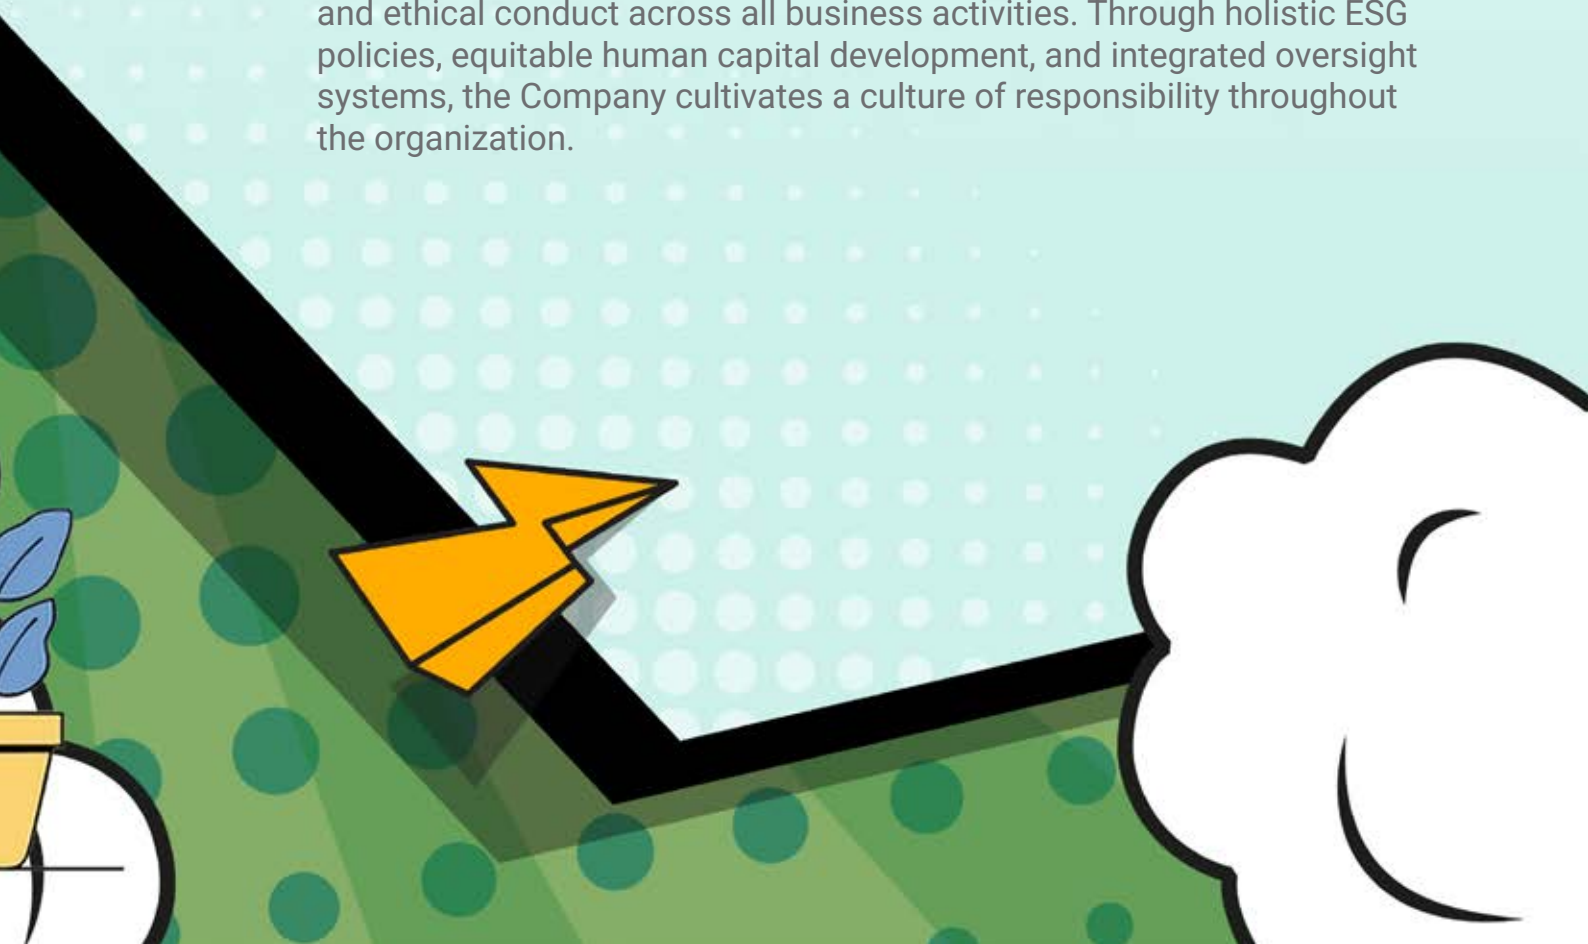 and ethical conduct across all business activities. Through holistic ESG
policies, equitable human capital development, and integrated oversight
systems, the Company cultivates a culture of responsibility throughout
the organization.